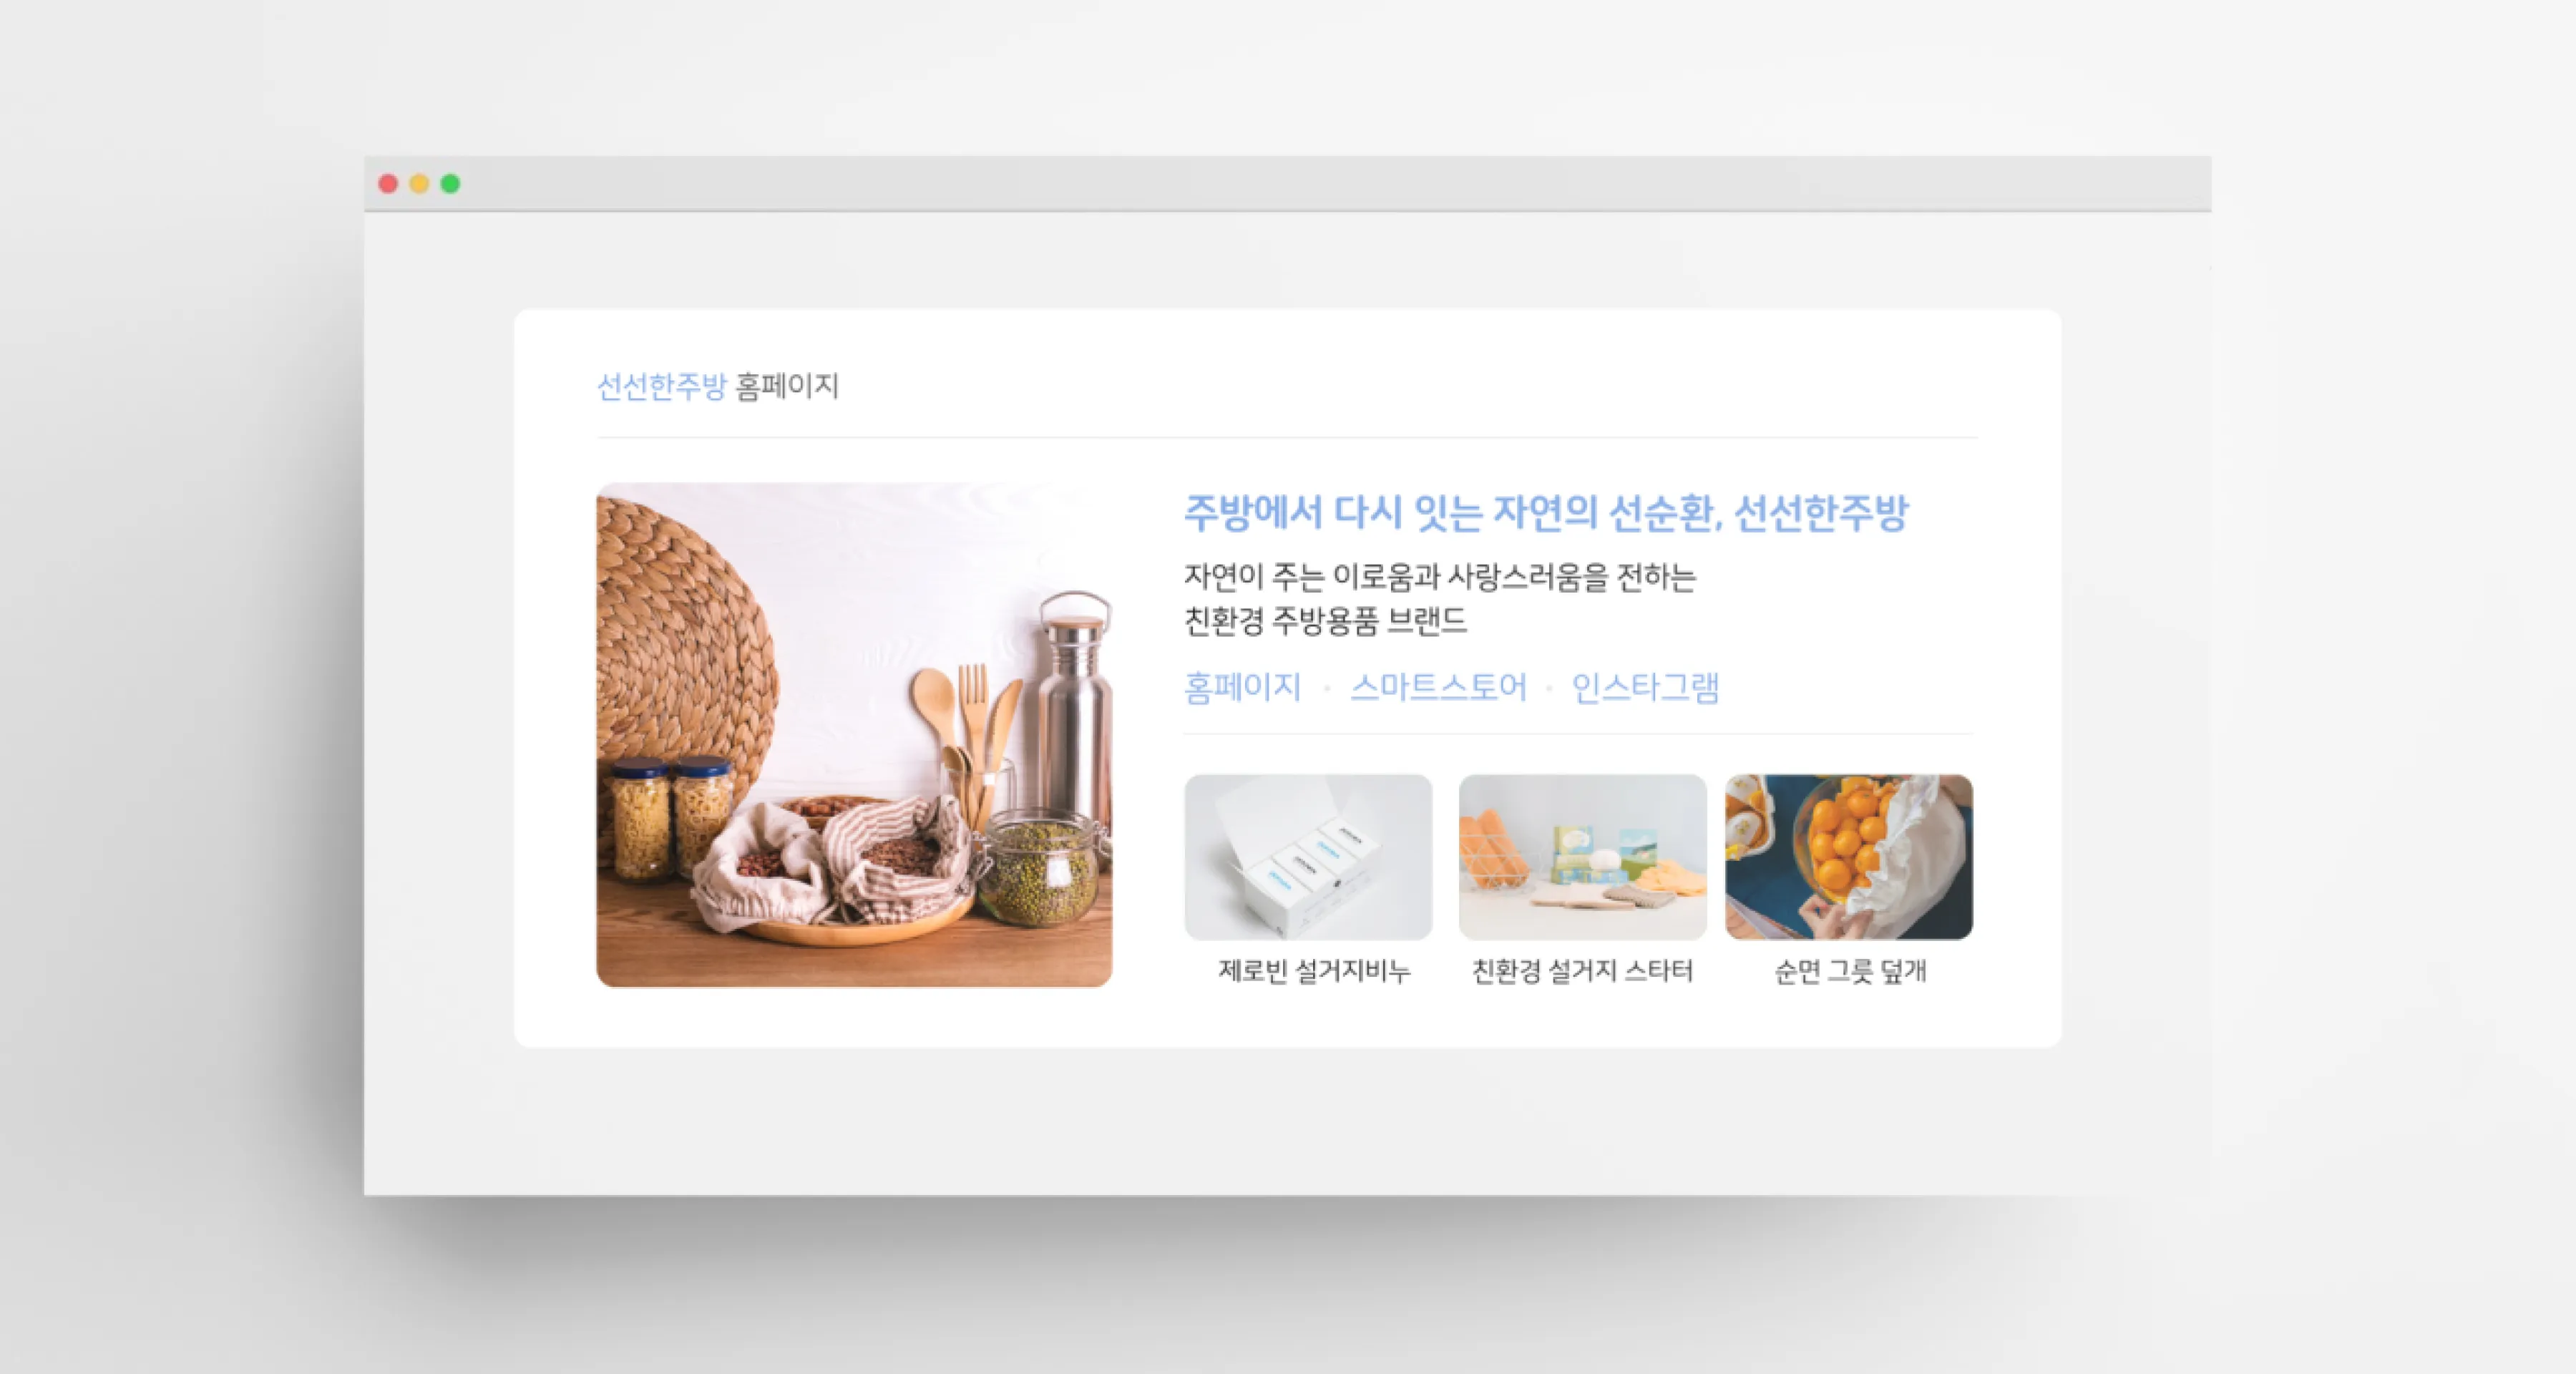 선선한주방 홈페이지
주방에서 다시 잇는 자연의 선순환, 선선한주방
자연이 주는 이로움과 사랑스러움을 전하는
친환경 주방용품 브랜드
홈페이지 · 스마트스토어 · 인스타그램
제로빈 설거지비누
친환경 설거지 스타터
순면 그릇 덮개